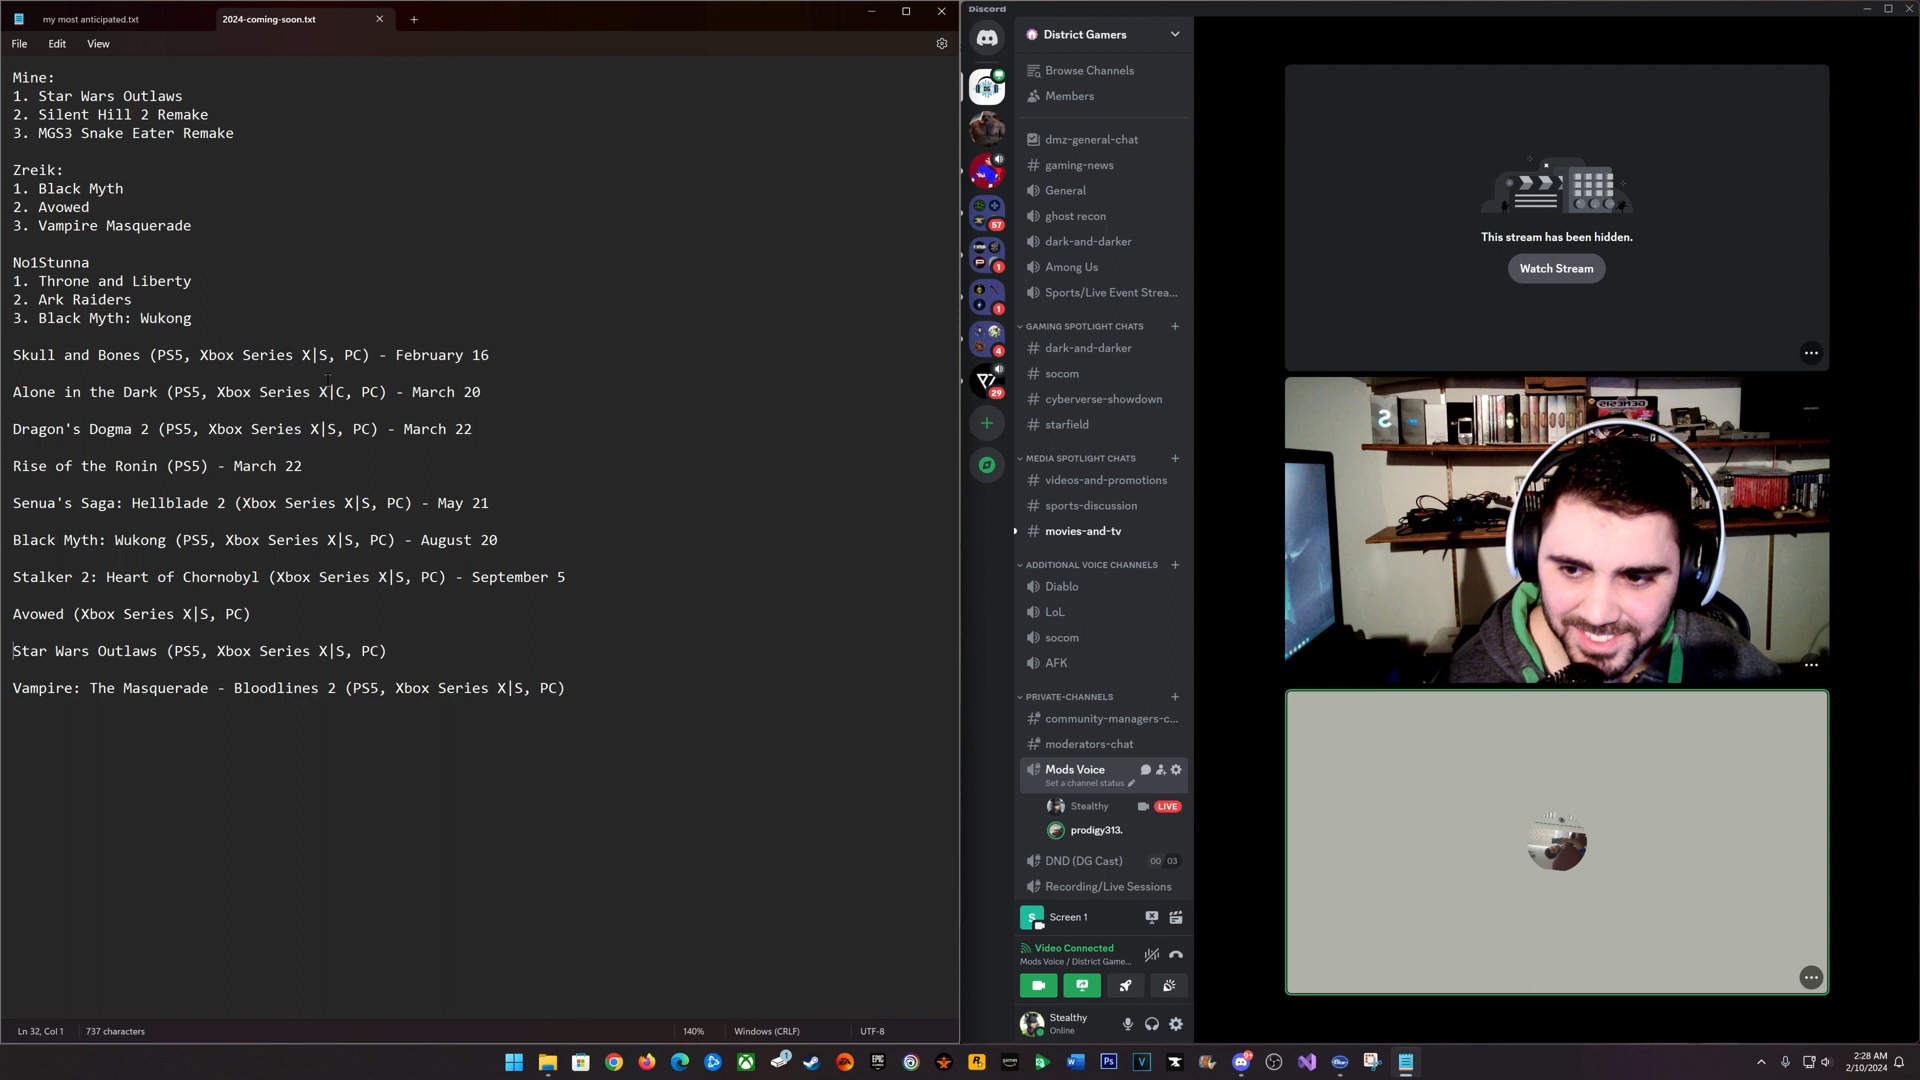 my most anticipated.txt
2024-coming-soon.txt
File Edit View
Mine:
1. Star Wars Outlaws
2. Silent Hill 2 Remake
3. MGS3 Snake Eater Remake
Zreik:
1. Black Myth
2. Avowed
3. Vampire Masquerade
No1Stunna
1. Throne and Liberty
2. Ark Raiders
3. Black Myth: Wukong
Skull and Bones (PS5, Xbox Series X|S, PC) - February 16
Alone in the Dark (PS5, Xbox Series X|C, PC) - March 20
Dragon's Dogma 2 (PS5, Xbox Series X|S, PC) - March 22
Rise of the Ronin (PS5) - March 22
Senua's Saga: Hellblade 2 (Xbox Series X|S, PC) - May 21
Black Myth: Wukong (PS5, Xbox Series X|S, PC) - August 20
Stalker 2: Heart of Chornobyl (Xbox Series X|S, PC) - September 5
Avowed (Xbox Series X|S, PC)
Star Wars Outlaws (PS5, Xbox Series X|S, PC)
Vampire: The Masquerade - Bloodlines 2 (PS5, Xbox Series X|S, PC)
Ln 32, Col 1
737 characters
140%
Windows (CRLF)
UTF-8
Discord
District Gamers
Browse Channels
Members
dmz-general-chat
gaming-news
General
ghost recon
dark-and-darker
Among Us
Sports/Live Event Strea...
GAMING SPOTLIGHT CHATS
dark-and-darker
socom
cyberverse-showdown
starfield
MEDIA SPOTLIGHT CHATS
videos-and-promotions
sports-discussion
movies-and-tv
ADDITIONAL VOICE CHANNELS
Diablo
LoL
socom
AFK
PRIVATE-CHANNELS
community-managers-c...
moderators-chat
Mods Voice
Set a channel status
Stealthy LIVE
prodigy313.
DND (DG Cast) 00 03
Recording/Live Sessions
Screen 1
Video Connected
Mods Voice / District Game...
Stealthy
Online
57
1
1
4
29
This stream has been hidden.
Watch Stream
GENESIS
2:28 AM
2/10/2024